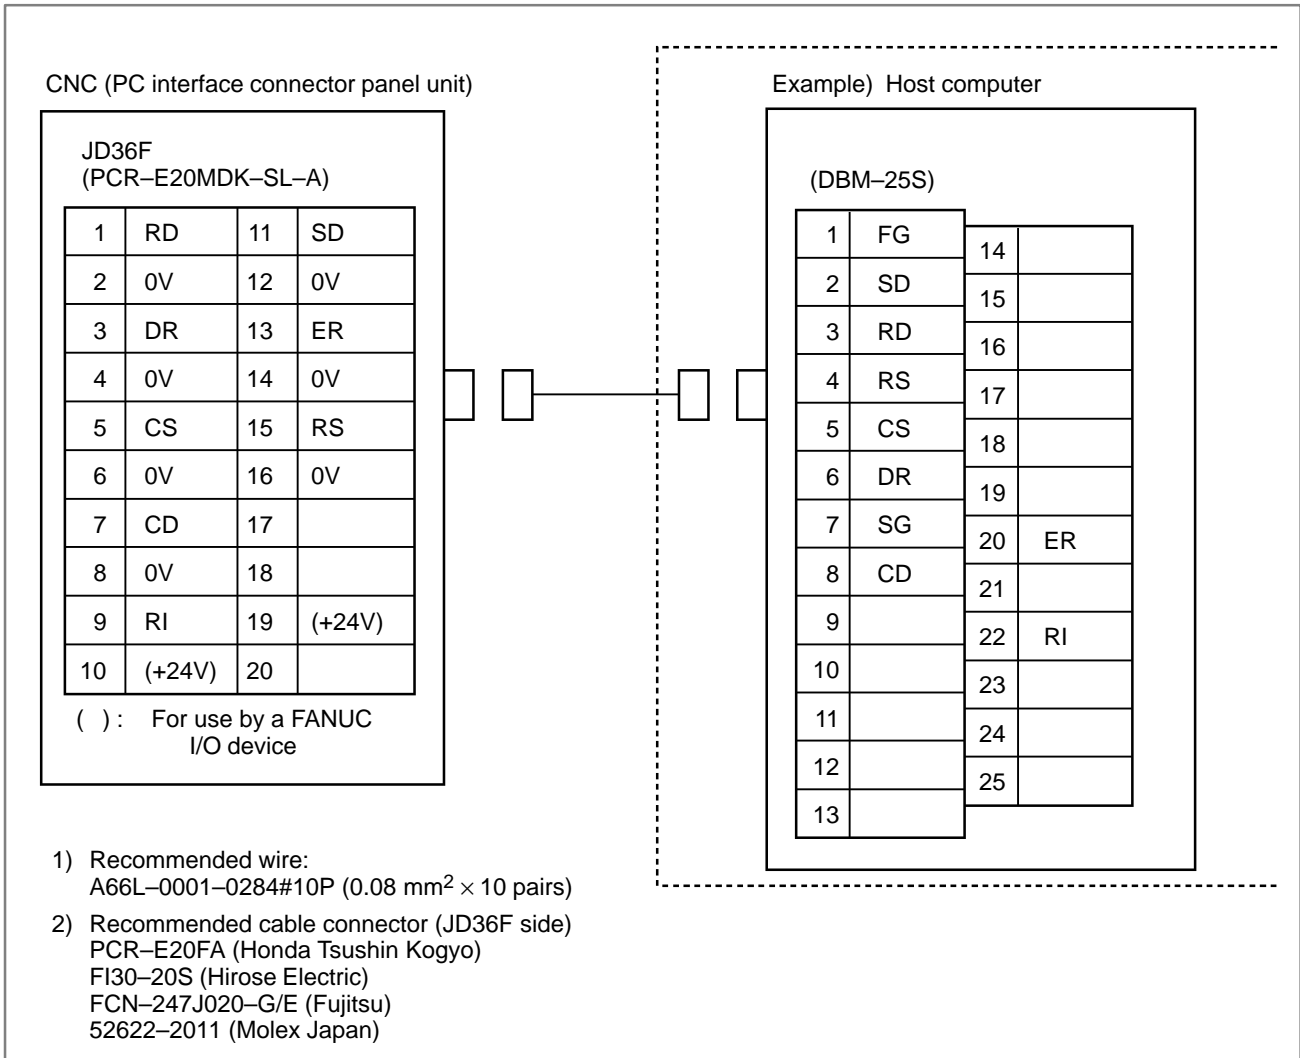 CNC (PC interface connector panel unit)
JD36F
(PCR–E20MDK–SL–A)
1 RD 11 SD
2 0V 12 0V
3 DR 13 ER
4 0V 14 0V
5 CS 15 RS
6 0V 16 0V
7 CD 17
8 0V 18
9 RI 19 (+24V)
10 (+24V) 20
( ) : For use by a FANUC
I/O device
Example) Host computer
(DBM–25S)
1 FG
2 SD
3 RD
4 RS
5 CS
6 DR
7 SG
8 CD
9
10
11
12
13
14
15
16
17
18
19
20 ER
21
22 RI
23
24
25
1) Recommended wire:
A66L–0001–0284#10P (0.08 mm² × 10 pairs)
2) Recommended cable connector (JD36F side)
PCR–E20FA (Honda Tsushin Kogyo)
FI30–20S (Hirose Electric)
FCN–247J020–G/E (Fujitsu)
52622–2011 (Molex Japan)